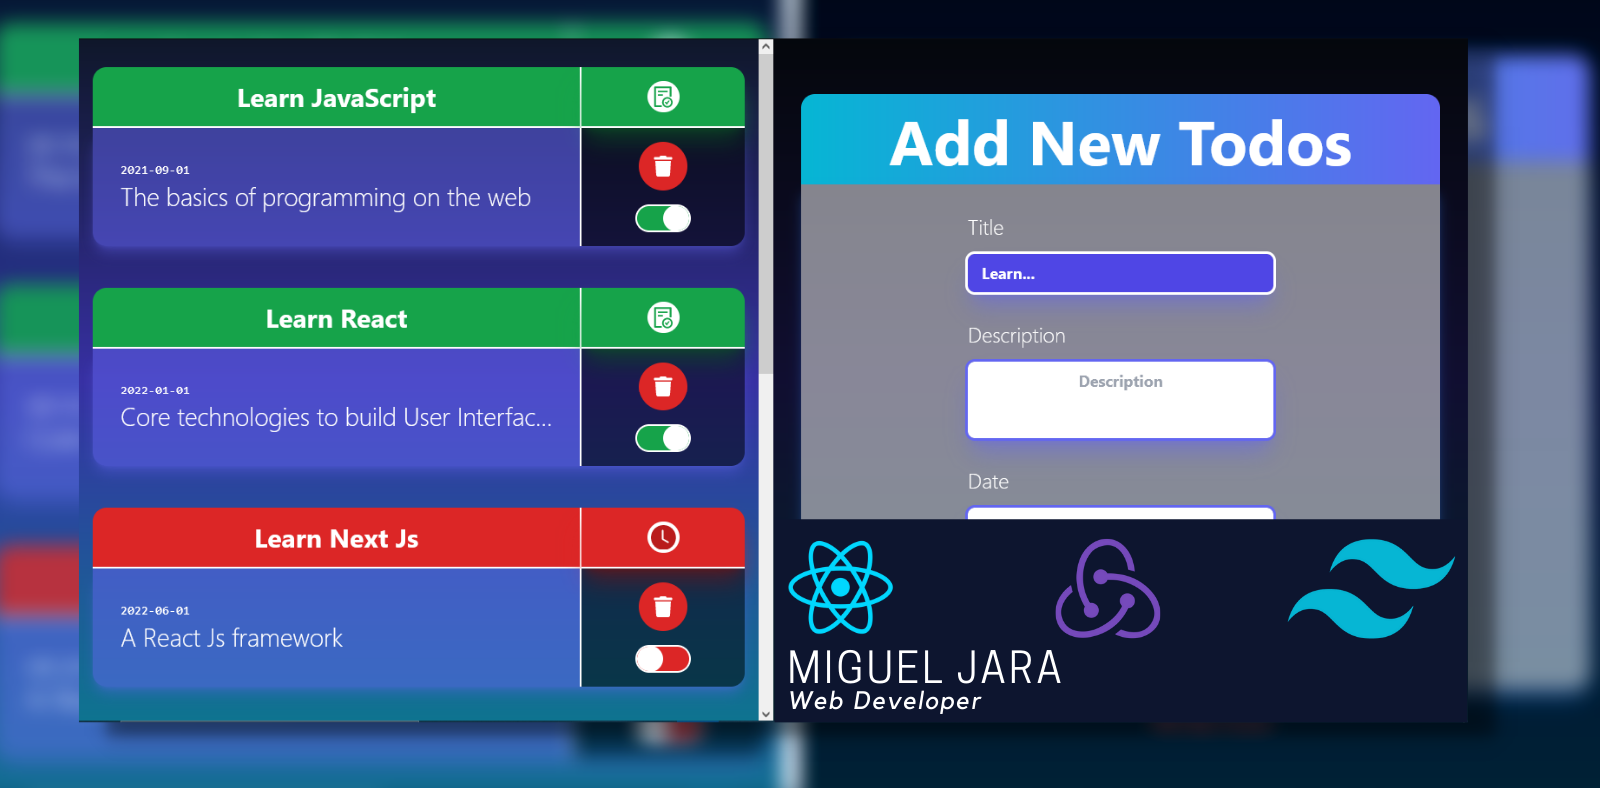 Learn JavaScript
2021-09-01
The basics of programming on the web
Learn React
2022-01-01
Core technologies to build User Interfac...
Learn Next Js
2022-06-01
A React Js framework
Add New Todos
Title
Learn...
Description
Description
Date
MIGUEL JARA
Web Developer